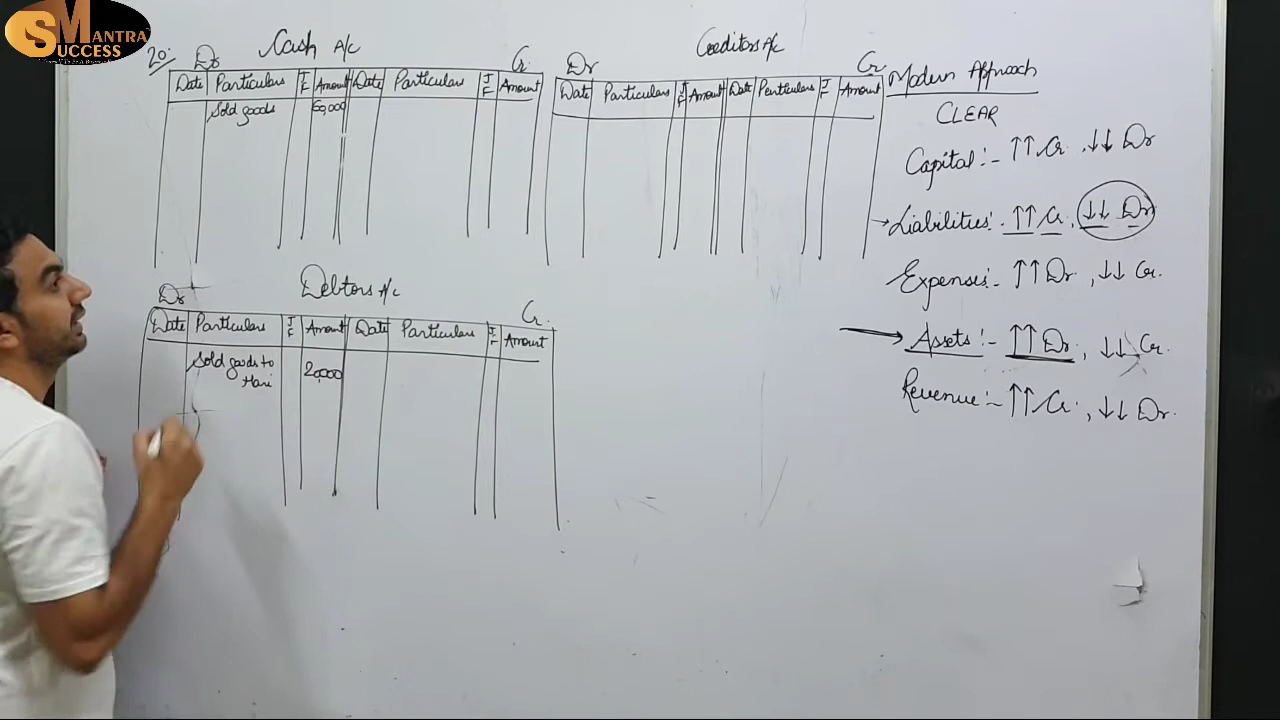 SMANTRA
SUCCESS
20:
Cash A/c
Dr
Cr.
Date Particulars J F Amount Date Particulars J F Amount
Sold goods 60,000
Creditors A/c
Dr
Cr.
Date Particulars J F Amount Date Particulars J F Amount
Modern Approach
CLEAR
Capital:- ↑↑ Cr , ↓↓ Dr
→ Liabilities:- ↑↑ Cr , ↓↓ Dr
Expenses:- ↑↑ Dr , ↓↓ Cr.
→ Assets:- ↑↑ Dr , ↓↓ Cr.
Revenue:- ↑↑ Cr. , ↓↓ Dr.
Debtors A/c
Dr
Cr.
Date Particulars J F Amount Date Particulars J F Amount
Sold goods to 20,000
Hari